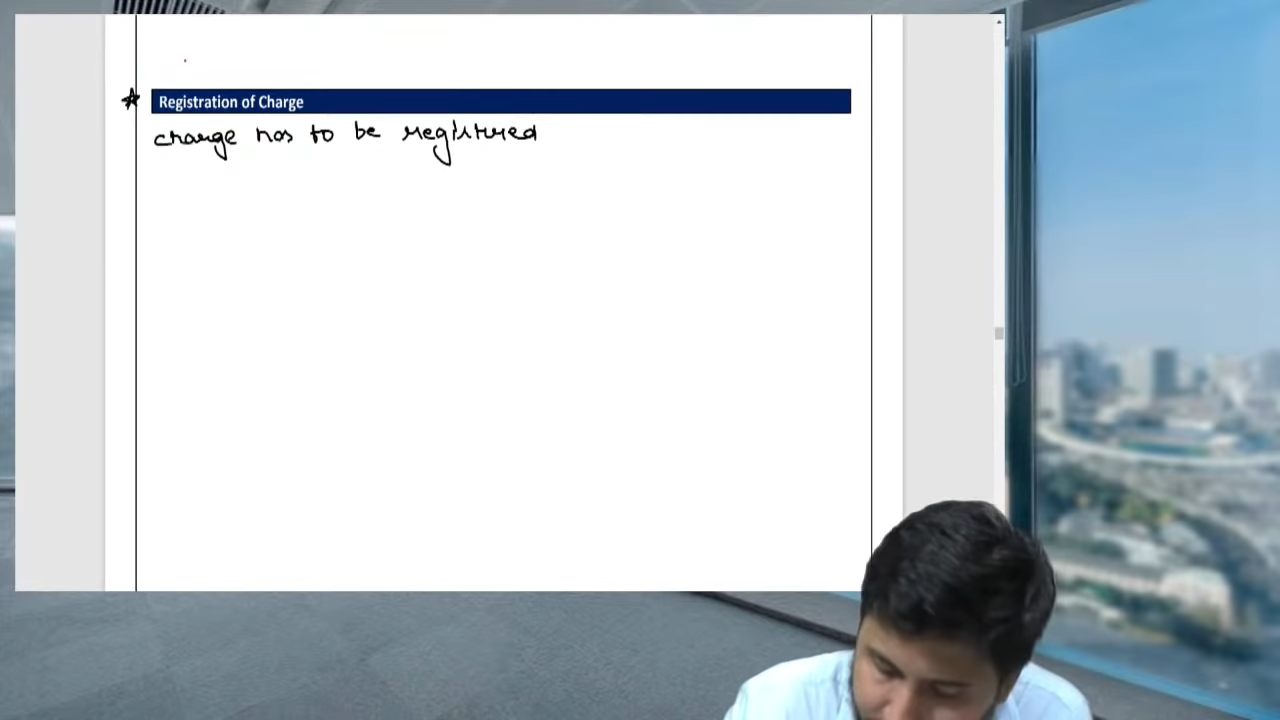 Registration of Charge
charge has to be registered